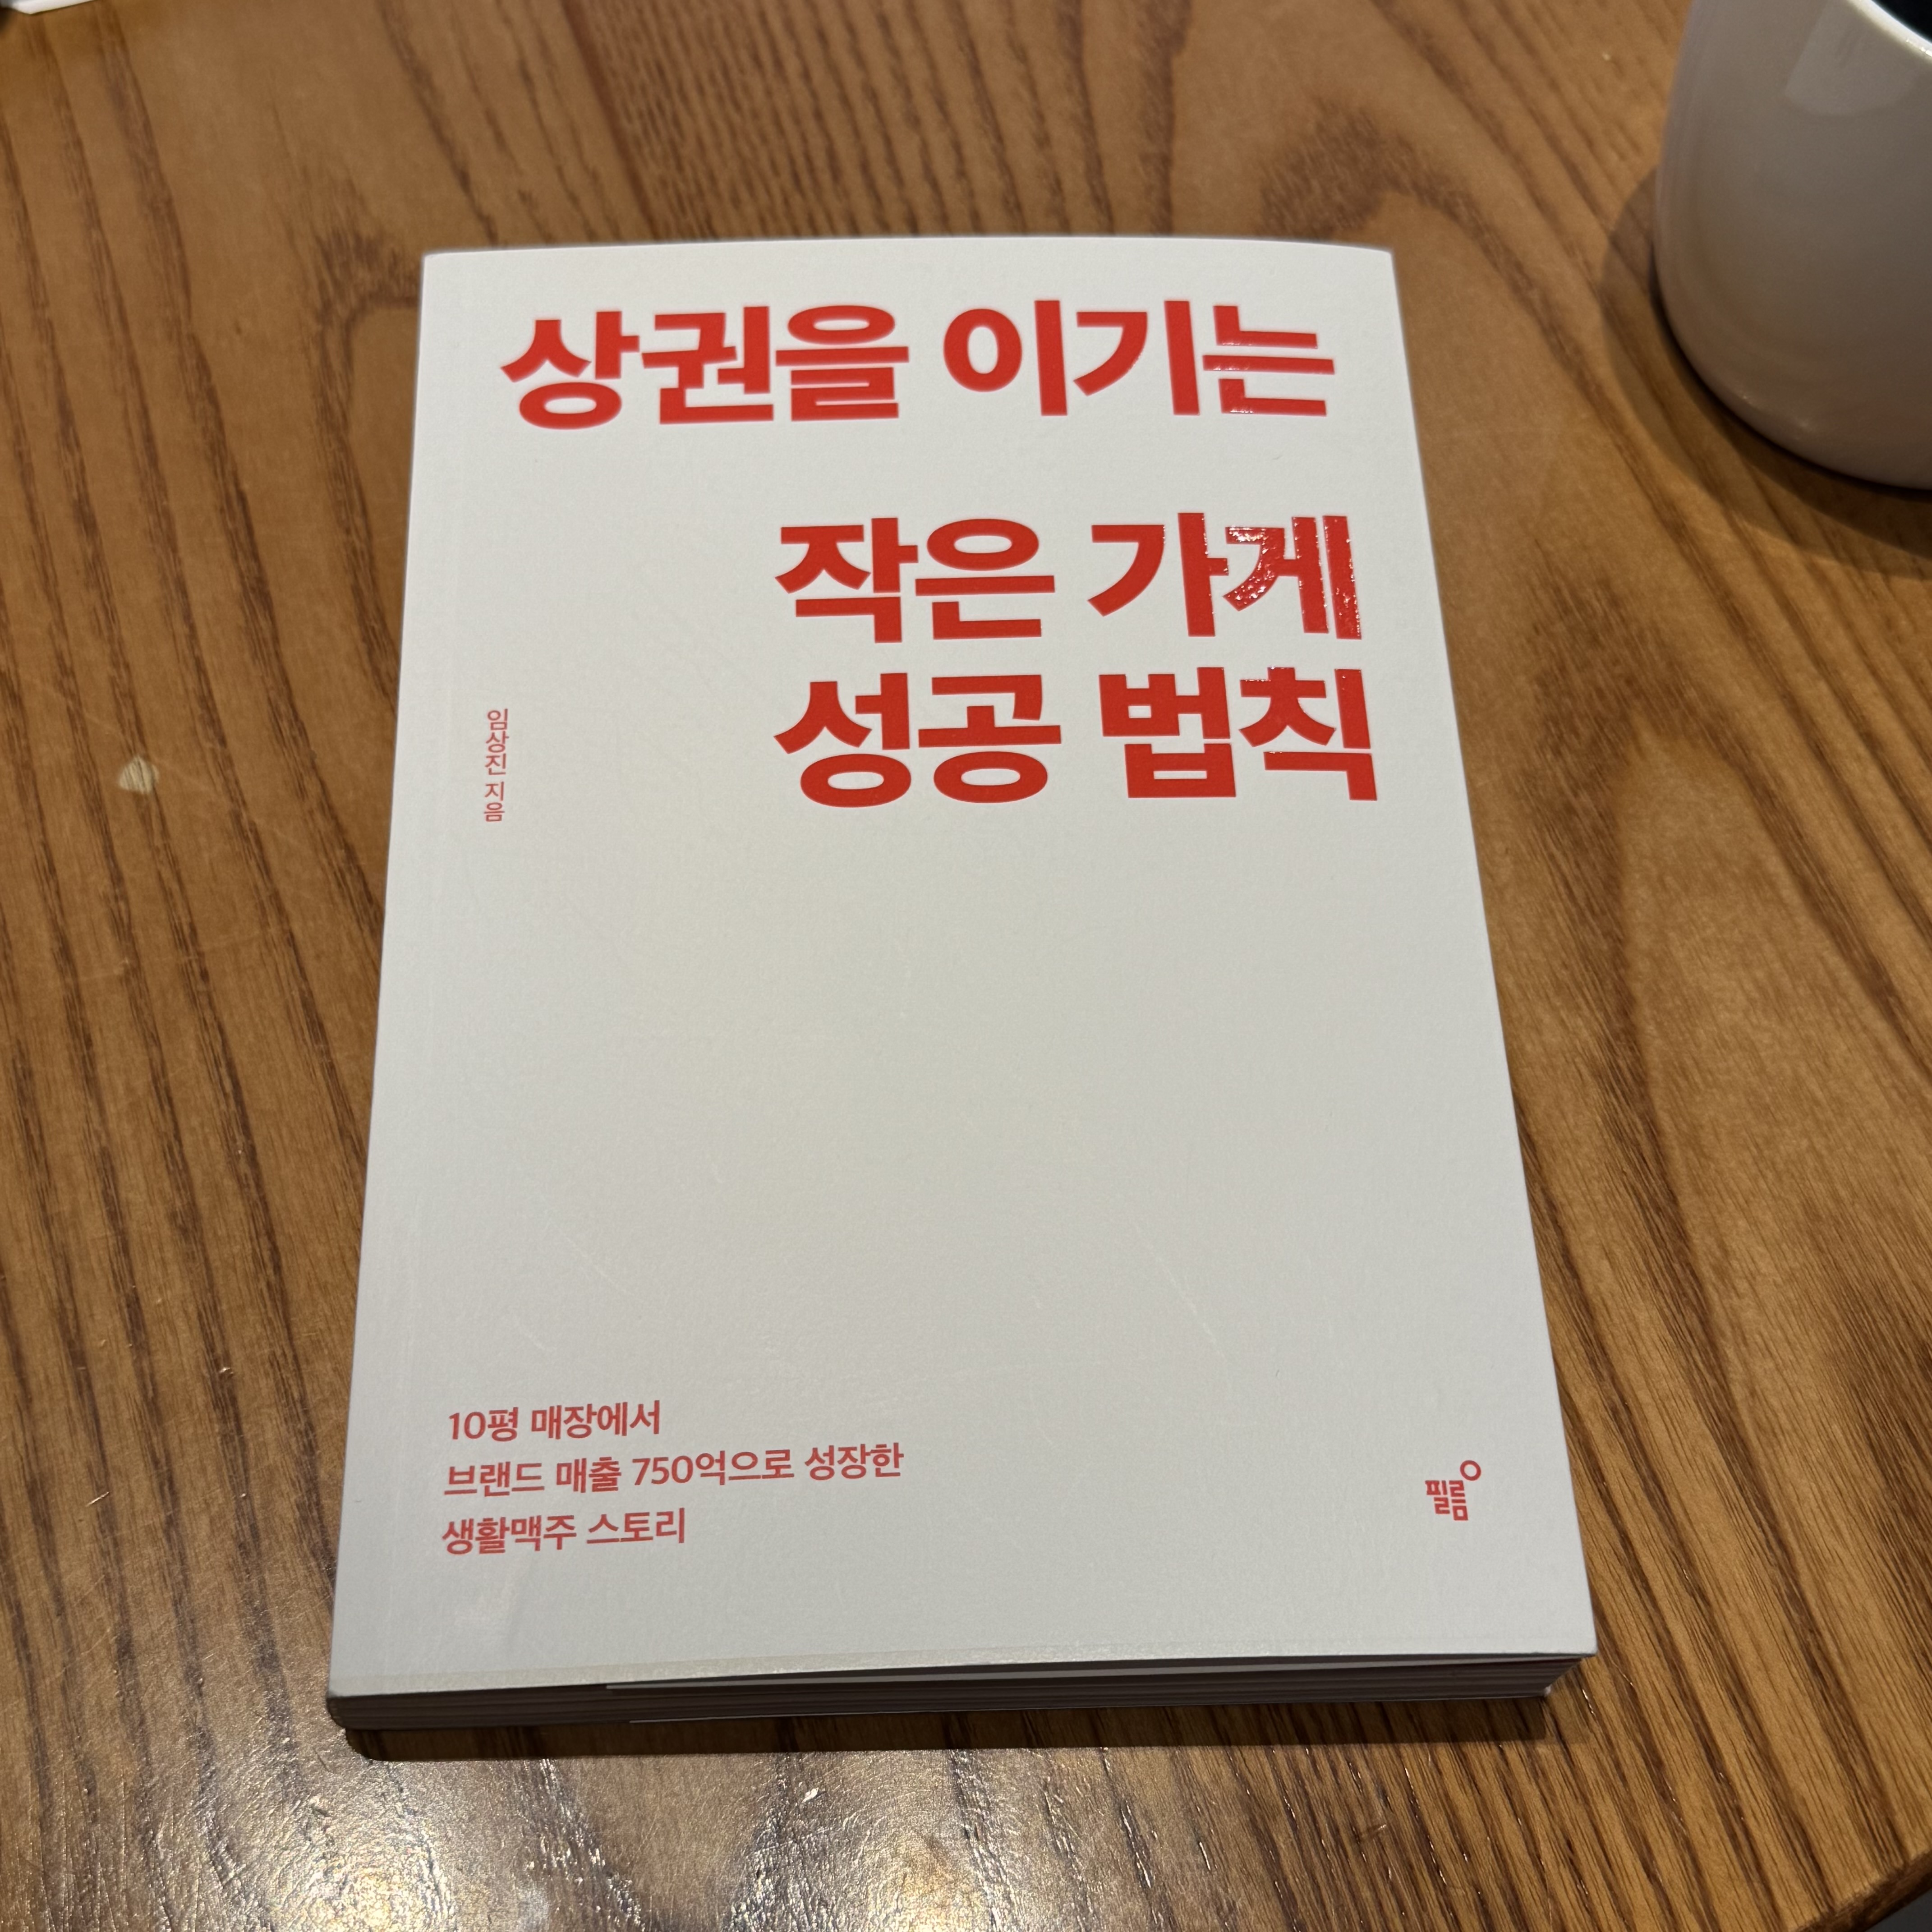 상권을 이기는
작은 가게
성공 법칙
임상진 지음
10평 매장에서
브랜드 매출 750억으로 성장한
생활맥주 스토리
필름